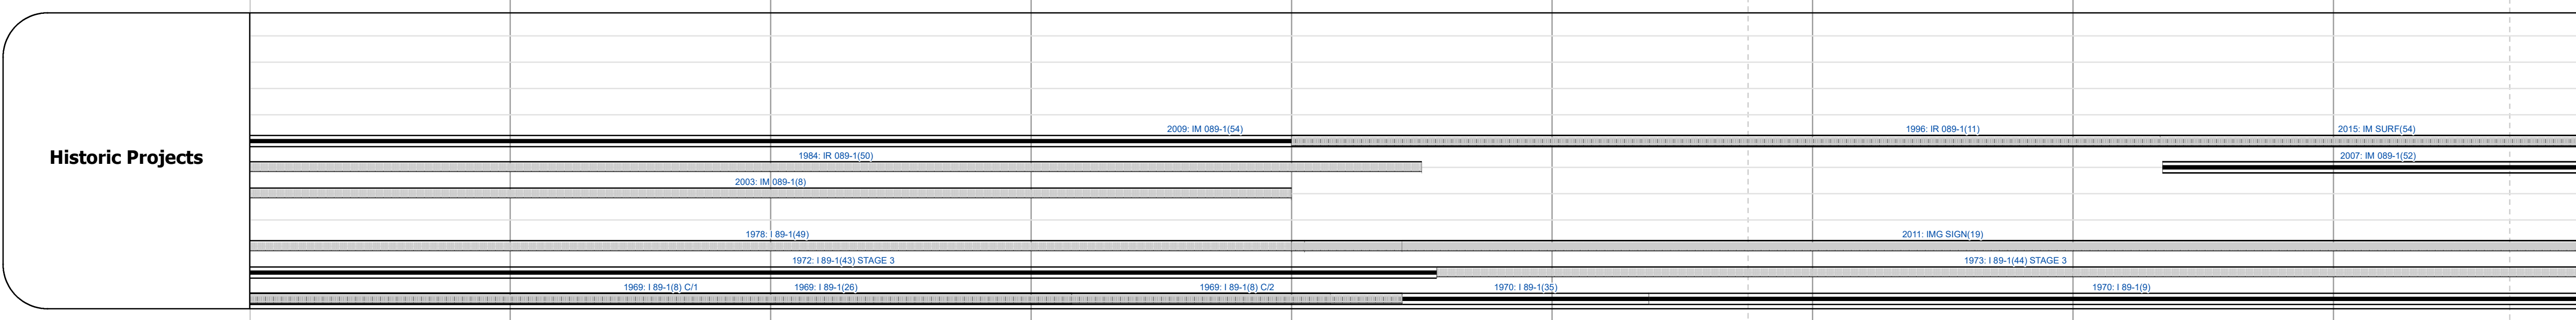 Historic Projects
2009: IM 089-1(54) 1996: IR 089-1(11) 2015: IM SURF(54)
1984: IR 089-1(50) 2007: IM 089-1(52)
2003: IM 089-1(8)
1978: I 89-1(49) 2011: IMG SIGN(19)
1972: I 89-1(43) STAGE 3 1973: I 89-1(44) STAGE 3
1969: I 89-1(8) C/1 1969: I 89-1(26) 1969: I 89-1(8) C/2 1970: I 89-1(35) 1970: I 89-1(9)